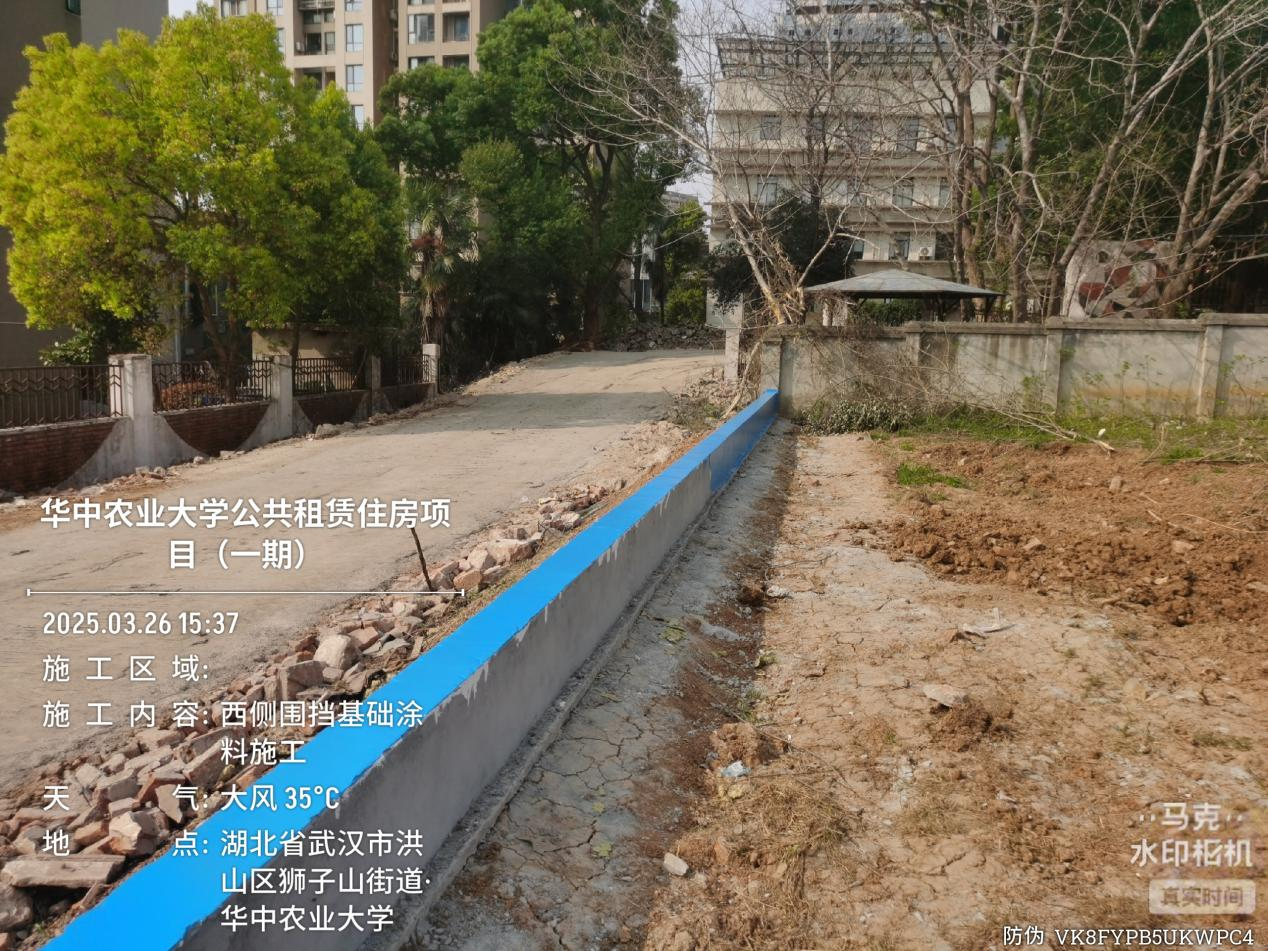 华中农业大学公共租赁住房项
目（一期）
2025.03.26 15:37
施工区域:
施工内容: 西侧围挡基础涂
料施工
天气: 大风 35℃
地点: 湖北省武汉市洪
山区狮子山街道·
华中农业大学
马克
水印相机
真实时间
防伪 VK8FYPB5UKWPC4